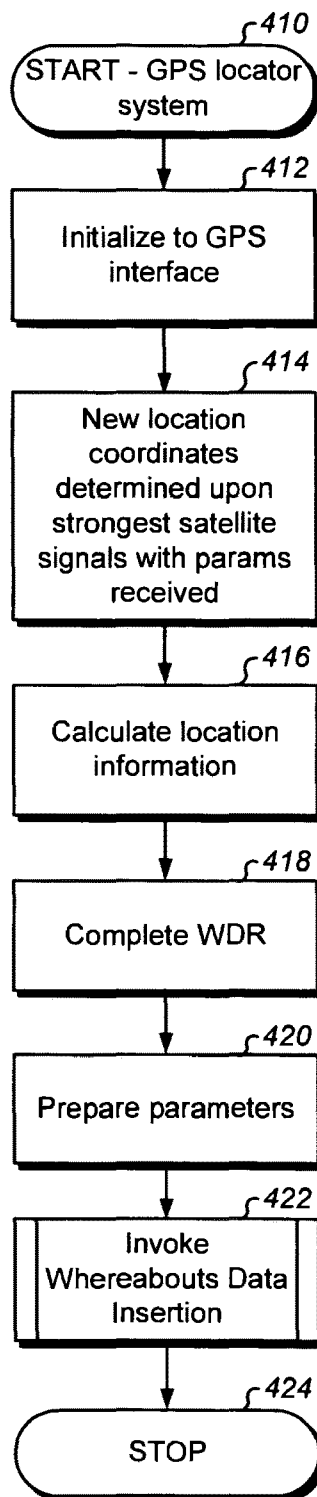 410
START - GPS locator
system
412
Initialize to GPS
interface
414
New location
coordinates
determined upon
strongest satellite
signals with params
received
416
Calculate location
information
418
Complete WDR
420
Prepare parameters
422
Invoke
Whereabouts Data
Insertion
424
STOP